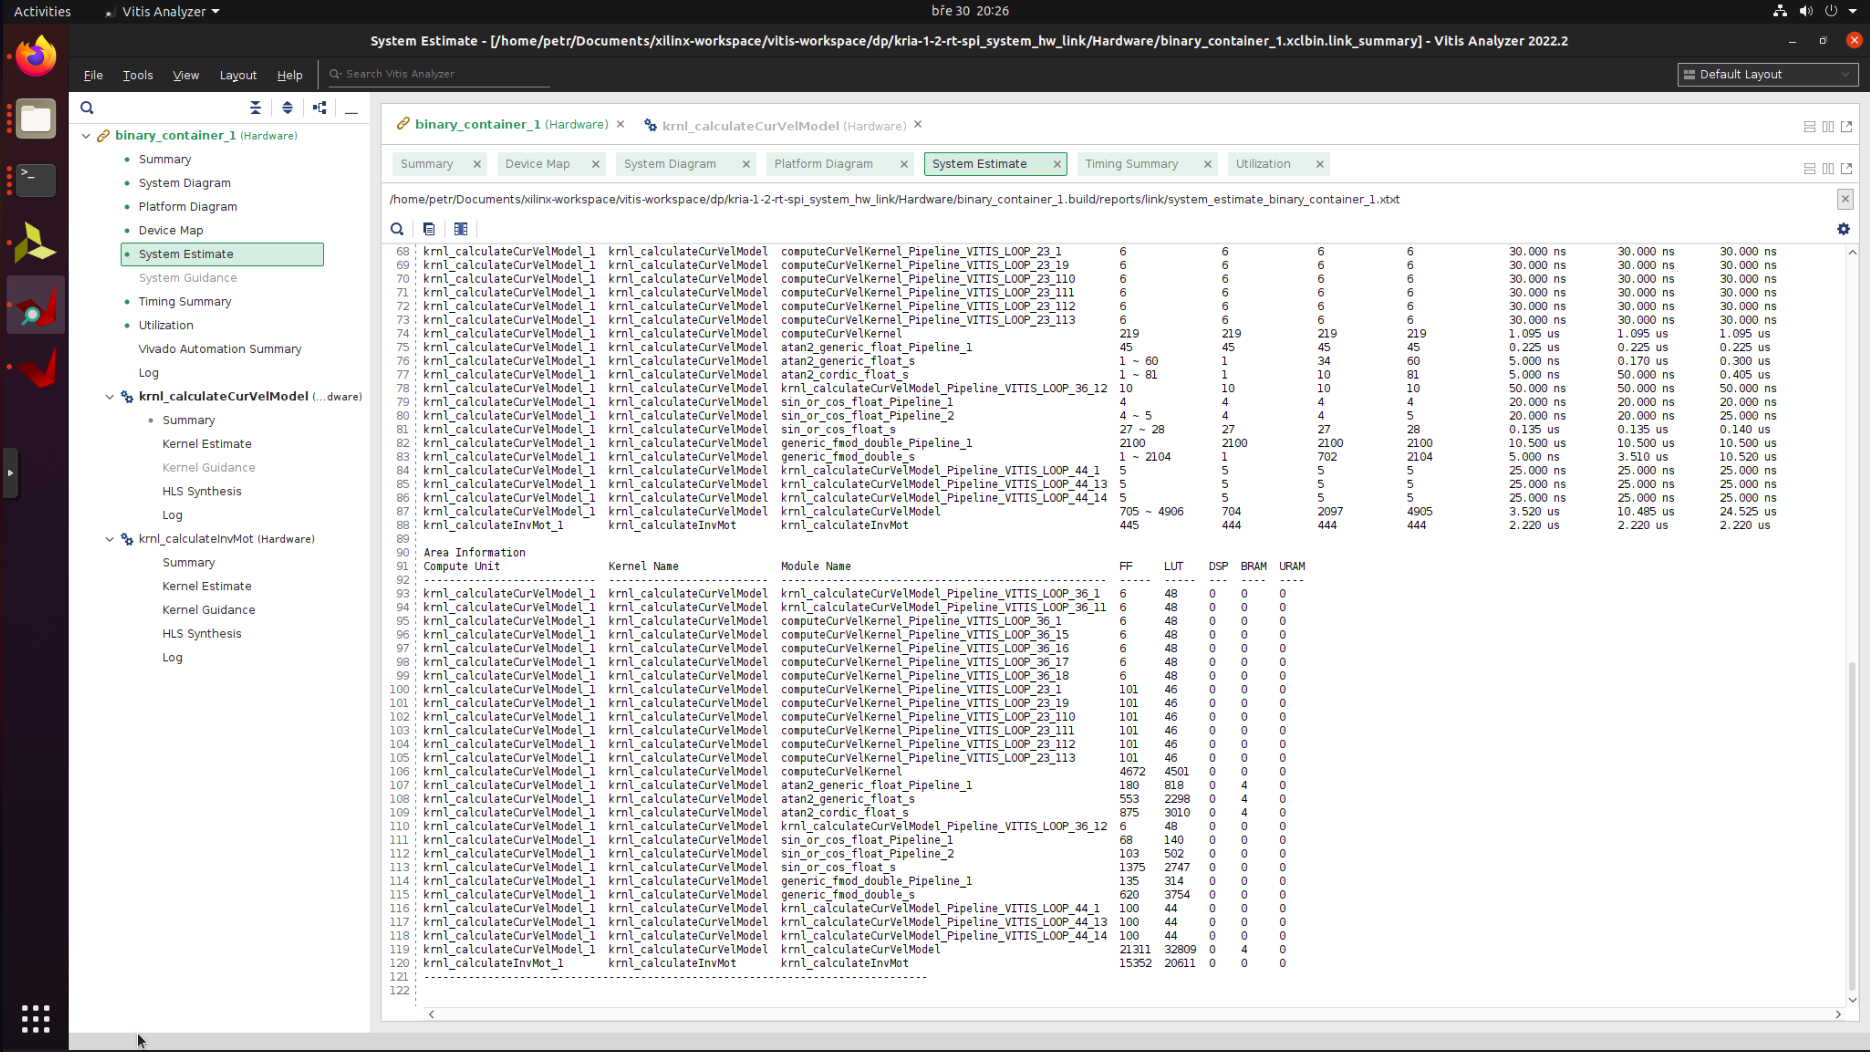 Activities Vitis Analyzer bře 30 20:26
System Estimate - [/home/petr/Documents/xilinx-workspace/vitis-workspace/dp/kria-1-2-rt-spi_system_hw_link/Hardware/binary_container_1.xclbin.link_summary] - Vitis Analyzer 2022.2
File Tools View Layout Help Search Vitis Analyzer Default Layout
binary_container_1 (Hardware)
Summary
System Diagram
Platform Diagram
Device Map
System Estimate
System Guidance
Timing Summary
Utilization
Vivado Automation Summary
Log
krnl_calculateCurVelModel (...dware)
Summary
Kernel Estimate
Kernel Guidance
HLS Synthesis
Log
krnl_calculateInvMot (Hardware)
Summary
Kernel Estimate
Kernel Guidance
HLS Synthesis
Log
binary_container_1 (Hardware) krnl_calculateCurVelModel (Hardware)
Summary Device Map System Diagram Platform Diagram System Estimate Timing Summary Utilization
/home/petr/Documents/xilinx-workspace/vitis-workspace/dp/kria-1-2-rt-spi_system_hw_link/Hardware/binary_container_1.build/reports/link/system_estimate_binary_container_1.xtxt
68 krnl_calculateCurVelModel_1 krnl_calculateCurVelModel computeCurVelKernel_Pipeline_VITIS_LOOP_23_1 6 6 6 6 30.000 ns 30.000 ns 30.000 ns
69 krnl_calculateCurVelModel_1 krnl_calculateCurVelModel computeCurVelKernel_Pipeline_VITIS_LOOP_23_19 6 6 6 6 30.000 ns 30.000 ns 30.000 ns
70 krnl_calculateCurVelModel_1 krnl_calculateCurVelModel computeCurVelKernel_Pipeline_VITIS_LOOP_23_110 6 6 6 6 30.000 ns 30.000 ns 30.000 ns
71 krnl_calculateCurVelModel_1 krnl_calculateCurVelModel computeCurVelKernel_Pipeline_VITIS_LOOP_23_111 6 6 6 6 30.000 ns 30.000 ns 30.000 ns
72 krnl_calculateCurVelModel_1 krnl_calculateCurVelModel computeCurVelKernel_Pipeline_VITIS_LOOP_23_112 6 6 6 6 30.000 ns 30.000 ns 30.000 ns
73 krnl_calculateCurVelModel_1 krnl_calculateCurVelModel computeCurVelKernel_Pipeline_VITIS_LOOP_23_113 6 6 6 6 30.000 ns 30.000 ns 30.000 ns
74 krnl_calculateCurVelModel_1 krnl_calculateCurVelModel computeCurVelKernel 219 219 219 219 1.095 us 1.095 us 1.095 us
75 krnl_calculateCurVelModel_1 krnl_calculateCurVelModel atan2_generic_float_Pipeline_1 45 45 45 45 0.225 us 0.225 us 0.225 us
76 krnl_calculateCurVelModel_1 krnl_calculateCurVelModel atan2_generic_float_s 1 ~ 60 1 34 60 5.000 ns 0.170 us 0.300 us
77 krnl_calculateCurVelModel_1 krnl_calculateCurVelModel atan2_cordic_float_s 1 ~ 81 1 10 81 5.000 ns 50.000 ns 0.405 us
78 krnl_calculateCurVelModel_1 krnl_calculateCurVelModel krnl_calculateCurVelModel_Pipeline_VITIS_LOOP_36_12 10 10 10 10 50.000 ns 50.000 ns 50.000 ns
79 krnl_calculateCurVelModel_1 krnl_calculateCurVelModel sin_or_cos_float_Pipeline_1 4 4 4 4 20.000 ns 20.000 ns 20.000 ns
80 krnl_calculateCurVelModel_1 krnl_calculateCurVelModel sin_or_cos_float_Pipeline_2 4 ~ 5 4 4 5 20.000 ns 20.000 ns 25.000 ns
81 krnl_calculateCurVelModel_1 krnl_calculateCurVelModel sin_or_cos_float_s 27 ~ 28 27 27 28 0.135 us 0.135 us 0.140 us
82 krnl_calculateCurVelModel_1 krnl_calculateCurVelModel generic_fmod_double_Pipeline_1 2100 2100 2100 2100 10.500 us 10.500 us 10.500 us
83 krnl_calculateCurVelModel_1 krnl_calculateCurVelModel generic_fmod_double_s 1 ~ 2104 1 702 2104 5.000 ns 3.510 us 10.520 us
84 krnl_calculateCurVelModel_1 krnl_calculateCurVelModel krnl_calculateCurVelModel_Pipeline_VITIS_LOOP_44_1 5 5 5 5 25.000 ns 25.000 ns 25.000 ns
85 krnl_calculateCurVelModel_1 krnl_calculateCurVelModel krnl_calculateCurVelModel_Pipeline_VITIS_LOOP_44_13 5 5 5 5 25.000 ns 25.000 ns 25.000 ns
86 krnl_calculateCurVelModel_1 krnl_calculateCurVelModel krnl_calculateCurVelModel_Pipeline_VITIS_LOOP_44_14 5 5 5 5 25.000 ns 25.000 ns 25.000 ns
87 krnl_calculateCurVelModel_1 krnl_calculateCurVelModel krnl_calculateCurVelModel 705 ~ 4906 704 2097 4905 3.520 us 10.485 us 24.525 us
88 krnl_calculateInvMot_1 krnl_calculateInvMot krnl_calculateInvMot 445 444 444 444 2.220 us 2.220 us 2.220 us
89
90 Area Information
91 Compute Unit Kernel Name Module Name FF LUT DSP BRAM URAM
92 --------------------------- ------------------------- --------------------------------------------------- ----- ----- --- ---- ----
93 krnl_calculateCurVelModel_1 krnl_calculateCurVelModel krnl_calculateCurVelModel_Pipeline_VITIS_LOOP_36_1 6 48 0 0 0
94 krnl_calculateCurVelModel_1 krnl_calculateCurVelModel krnl_calculateCurVelModel_Pipeline_VITIS_LOOP_36_11 6 48 0 0 0
95 krnl_calculateCurVelModel_1 krnl_calculateCurVelModel computeCurVelKernel_Pipeline_VITIS_LOOP_36_1 6 48 0 0 0
96 krnl_calculateCurVelModel_1 krnl_calculateCurVelModel computeCurVelKernel_Pipeline_VITIS_LOOP_36_15 6 48 0 0 0
97 krnl_calculateCurVelModel_1 krnl_calculateCurVelModel computeCurVelKernel_Pipeline_VITIS_LOOP_36_16 6 48 0 0 0
98 krnl_calculateCurVelModel_1 krnl_calculateCurVelModel computeCurVelKernel_Pipeline_VITIS_LOOP_36_17 6 48 0 0 0
99 krnl_calculateCurVelModel_1 krnl_calculateCurVelModel computeCurVelKernel_Pipeline_VITIS_LOOP_36_18 6 48 0 0 0
100 krnl_calculateCurVelModel_1 krnl_calculateCurVelModel computeCurVelKernel_Pipeline_VITIS_LOOP_23_1 101 46 0 0 0
101 krnl_calculateCurVelModel_1 krnl_calculateCurVelModel computeCurVelKernel_Pipeline_VITIS_LOOP_23_19 101 46 0 0 0
102 krnl_calculateCurVelModel_1 krnl_calculateCurVelModel computeCurVelKernel_Pipeline_VITIS_LOOP_23_110 101 46 0 0 0
103 krnl_calculateCurVelModel_1 krnl_calculateCurVelModel computeCurVelKernel_Pipeline_VITIS_LOOP_23_111 101 46 0 0 0
104 krnl_calculateCurVelModel_1 krnl_calculateCurVelModel computeCurVelKernel_Pipeline_VITIS_LOOP_23_112 101 46 0 0 0
105 krnl_calculateCurVelModel_1 krnl_calculateCurVelModel computeCurVelKernel_Pipeline_VITIS_LOOP_23_113 101 46 0 0 0
106 krnl_calculateCurVelModel_1 krnl_calculateCurVelModel computeCurVelKernel 4672 4501 0 0 0
107 krnl_calculateCurVelModel_1 krnl_calculateCurVelModel atan2_generic_float_Pipeline_1 180 818 0 4 0
108 krnl_calculateCurVelModel_1 krnl_calculateCurVelModel atan2_generic_float_s 553 2298 0 4 0
109 krnl_calculateCurVelModel_1 krnl_calculateCurVelModel atan2_cordic_float_s 875 3010 0 4 0
110 krnl_calculateCurVelModel_1 krnl_calculateCurVelModel krnl_calculateCurVelModel_Pipeline_VITIS_LOOP_36_12 6 48 0 0 0
111 krnl_calculateCurVelModel_1 krnl_calculateCurVelModel sin_or_cos_float_Pipeline_1 68 140 0 0 0
112 krnl_calculateCurVelModel_1 krnl_calculateCurVelModel sin_or_cos_float_Pipeline_2 103 502 0 0 0
113 krnl_calculateCurVelModel_1 krnl_calculateCurVelModel sin_or_cos_float_s 1375 2747 0 0 0
114 krnl_calculateCurVelModel_1 krnl_calculateCurVelModel generic_fmod_double_Pipeline_1 135 314 0 0 0
115 krnl_calculateCurVelModel_1 krnl_calculateCurVelModel generic_fmod_double_s 620 3754 0 0 0
116 krnl_calculateCurVelModel_1 krnl_calculateCurVelModel krnl_calculateCurVelModel_Pipeline_VITIS_LOOP_44_1 100 44 0 0 0
117 krnl_calculateCurVelModel_1 krnl_calculateCurVelModel krnl_calculateCurVelModel_Pipeline_VITIS_LOOP_44_13 100 44 0 0 0
118 krnl_calculateCurVelModel_1 krnl_calculateCurVelModel krnl_calculateCurVelModel_Pipeline_VITIS_LOOP_44_14 100 44 0 0 0
119 krnl_calculateCurVelModel_1 krnl_calculateCurVelModel krnl_calculateCurVelModel 21311 32809 0 4 0
120 krnl_calculateInvMot_1 krnl_calculateInvMot krnl_calculateInvMot 15352 20611 0 0 0
121 -------------------------------------------------------------------------------
122